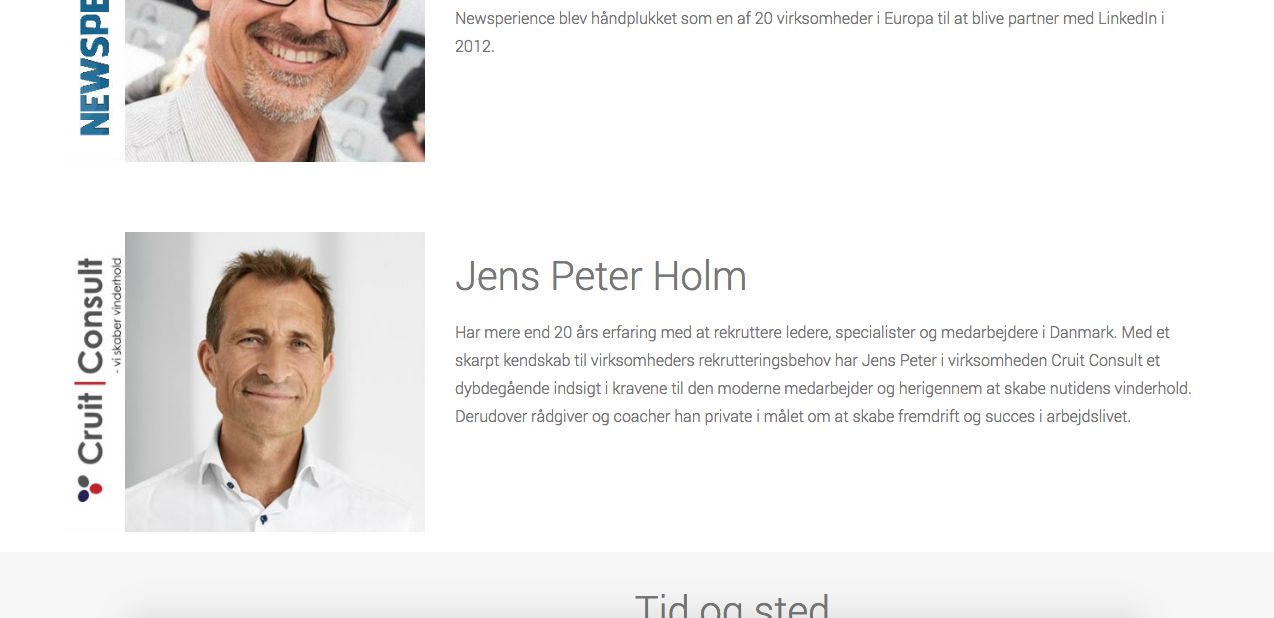 NEWSPE
Newsperience blev håndplukket som en af 20 virksomheder i Europa til at blive partner med LinkedIn i
2012.
Cruit | Consult
- vi skaber vinderhold
Jens Peter Holm
Har mere end 20 års erfaring med at rekruttere ledere, specialister og medarbejdere i Danmark. Med et
skarpt kendskab til virksomheders rekrutteringsbehov har Jens Peter i virksomheden Cruit Consult et
dybdegående indsigt i kravene til den moderne medarbejder og herigennem at skabe nutidens vinderhold.
Derudover rådgiver og coacher han private i målet om at skabe fremdrift og succes i arbejdslivet.
Tid og sted